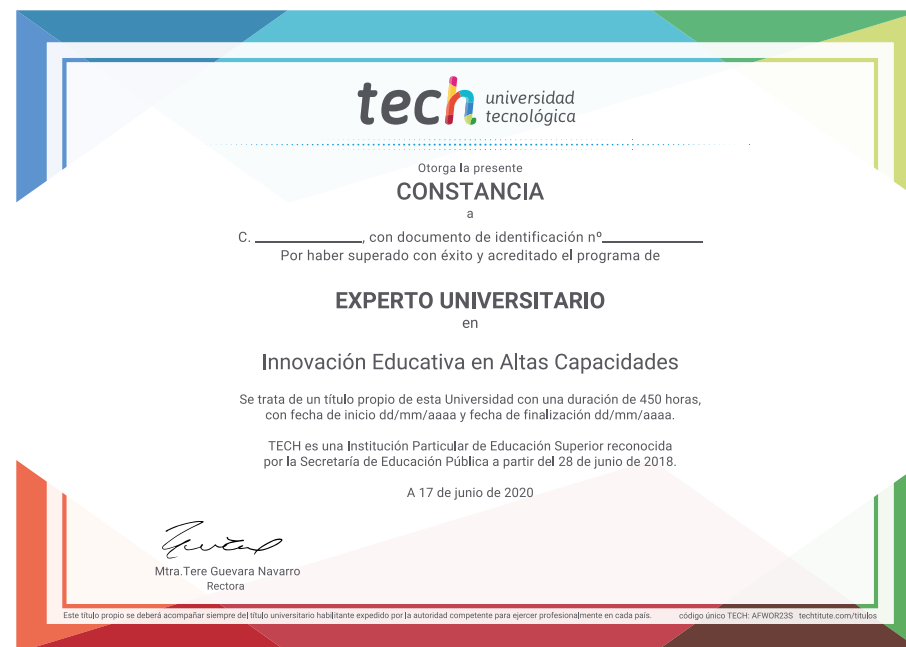 tech universidad
tecnológica
Otorga la presente
CONSTANCIA
a
C. ____________, con documento de identificación nº____________
Por haber superado con éxito y acreditado el programa de
EXPERTO UNIVERSITARIO
en
Innovación Educativa en Altas Capacidades
Se trata de un título propio de esta Universidad con una duración de 450 horas,
con fecha de inicio dd/mm/aaaa y fecha de finalización dd/mm/aaaa.
TECH es una Institución Particular de Educación Superior reconocida
por la Secretaría de Educación Pública a partir del 28 de junio de 2018.
A 17 de junio de 2020
Mtra.Tere Guevara Navarro
Rectora
Este título propio se deberá acompañar siempre del título universitario habilitante expedido por la autoridad competente para ejercer profesionalmente en cada país. código único TECH: AFWOR23S techtitute.com/titulos